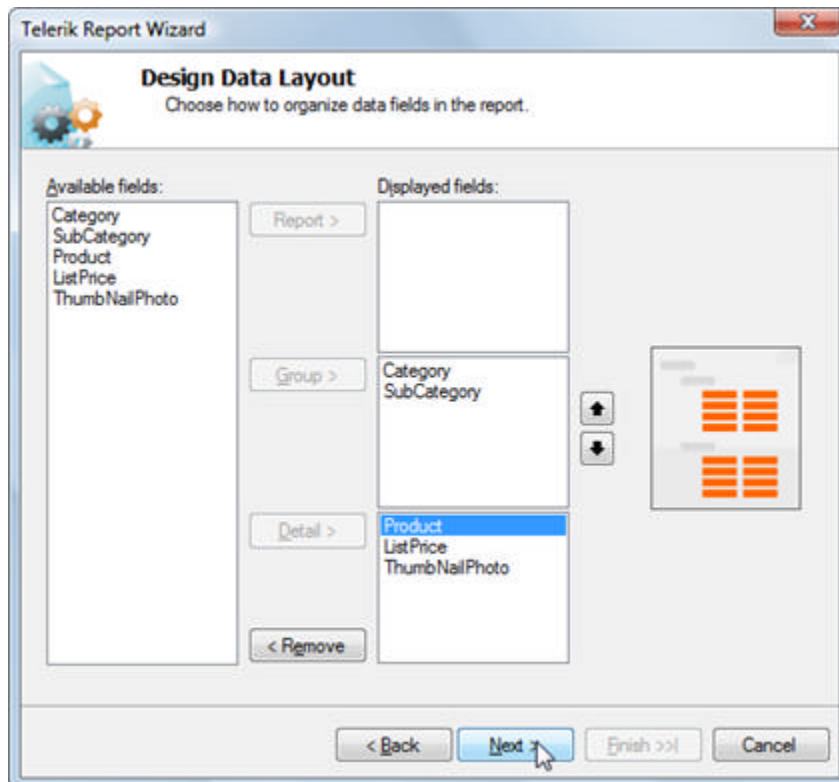 Telerik Report Wizard
Design Data Layout
Choose how to organize data fields in the report.
Available fields:
Category
SubCategory
Product
ListPrice
ThumbNailPhoto
Report >
Group >
Detail >
< Remove
Displayed fields:
Category
SubCategory
Product
ListPrice
ThumbNailPhoto
< Back
Next >
Finish >>|
Cancel